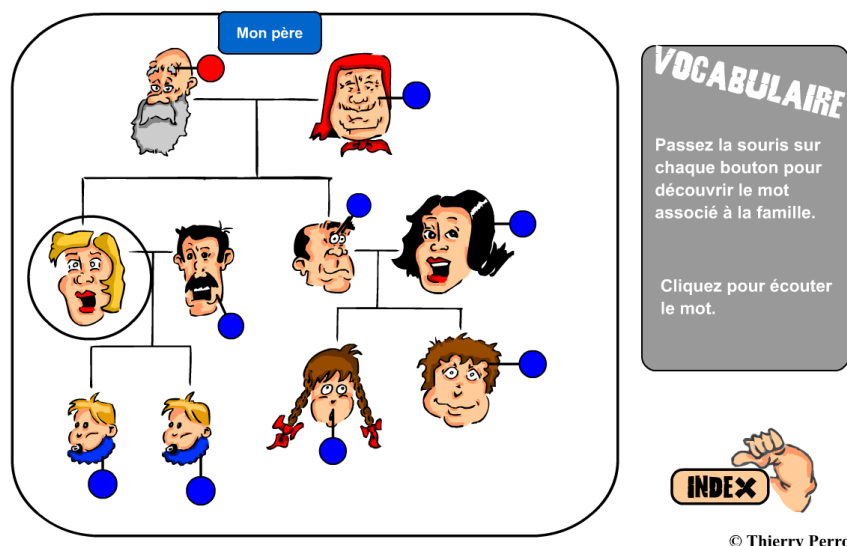 Mon père
VOCABULAIRE
Passez la souris sur
chaque bouton pour
découvrir le mot
associé à la famille.
Cliquez pour écouter
le mot.
INDEX
© Thierry Perro